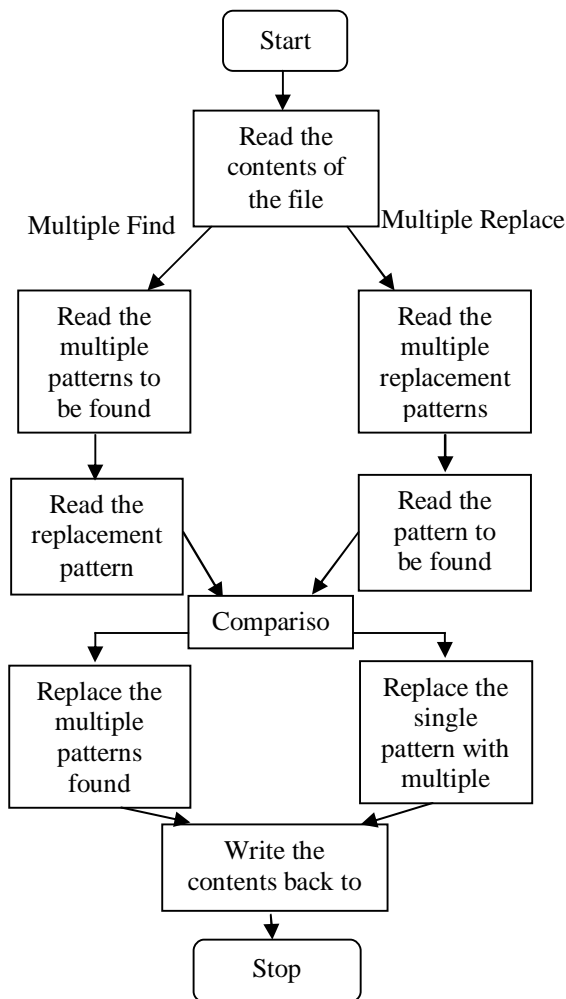 Start
Read the
contents of
the file
Multiple Find
Multiple Replace
Read the
multiple
patterns to
be found
Read the
multiple
replacement
patterns
Read the
replacement
pattern
Read the
pattern to
be found
Compariso
Replace the
multiple
patterns
found
Replace the
single
pattern with
multiple
Write the
contents back to
Stop